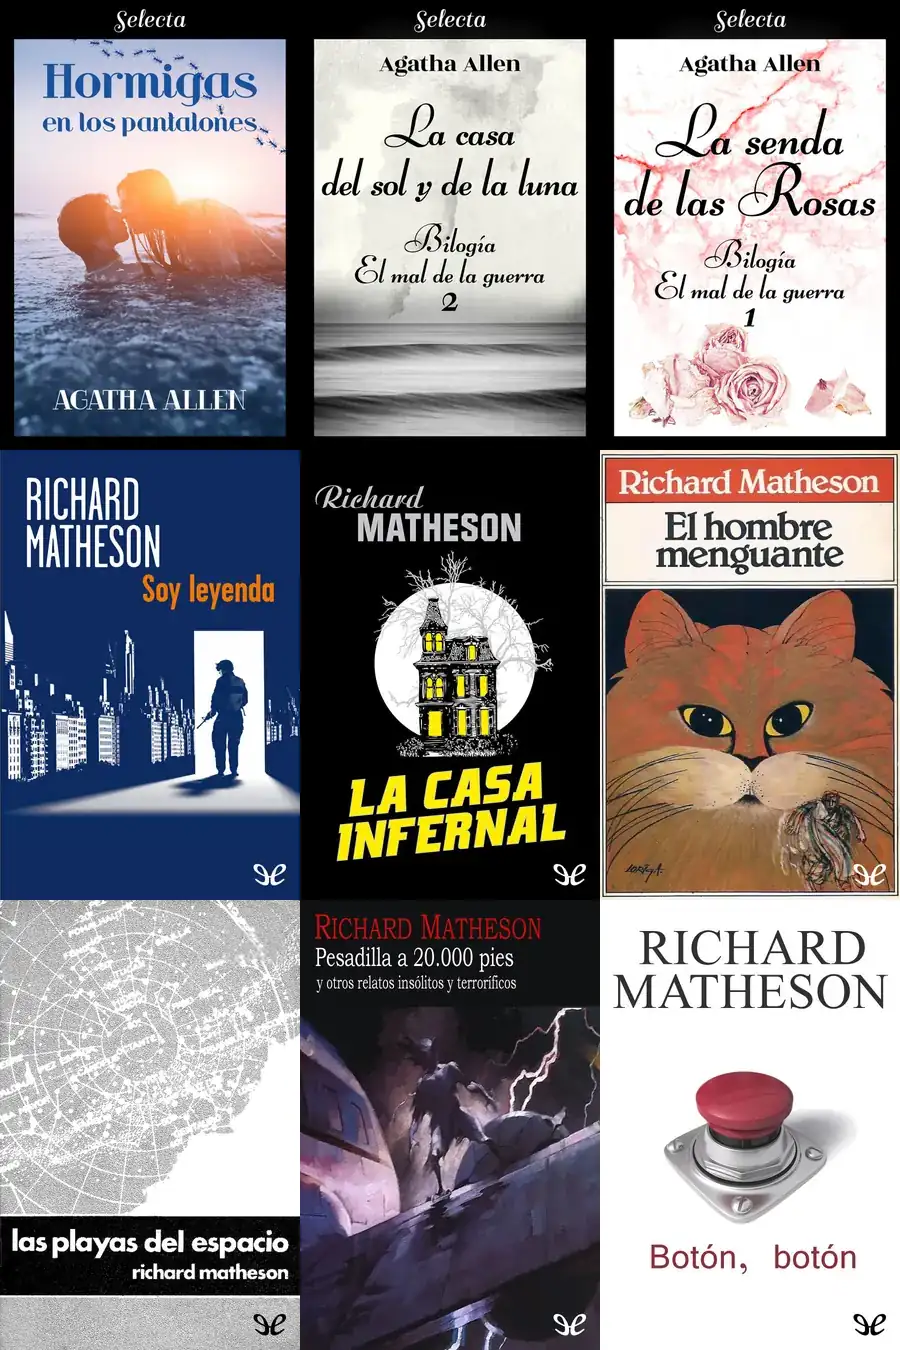 Selecta
Hormigas
en los pantalones
AGATHA ALLEN
Selecta
Agatha Allen
La casa
del sol y de la luna
Bilogía
El mal de la guerra
2
Selecta
Agatha Allen
La senda
de las Rosas
Bilogía
El mal de la guerra
1
RICHARD
MATHESON
Soy leyenda
Richard
MATHESON
LA CASA
INFERNAL
Richard Matheson
El hombre
menguante
las playas del espacio
richard matheson
RICHARD MATHESON
Pesadilla a 20.000 pies
y otros relatos insólitos y terroríficos
RICHARD
MATHESON
Botón, botón